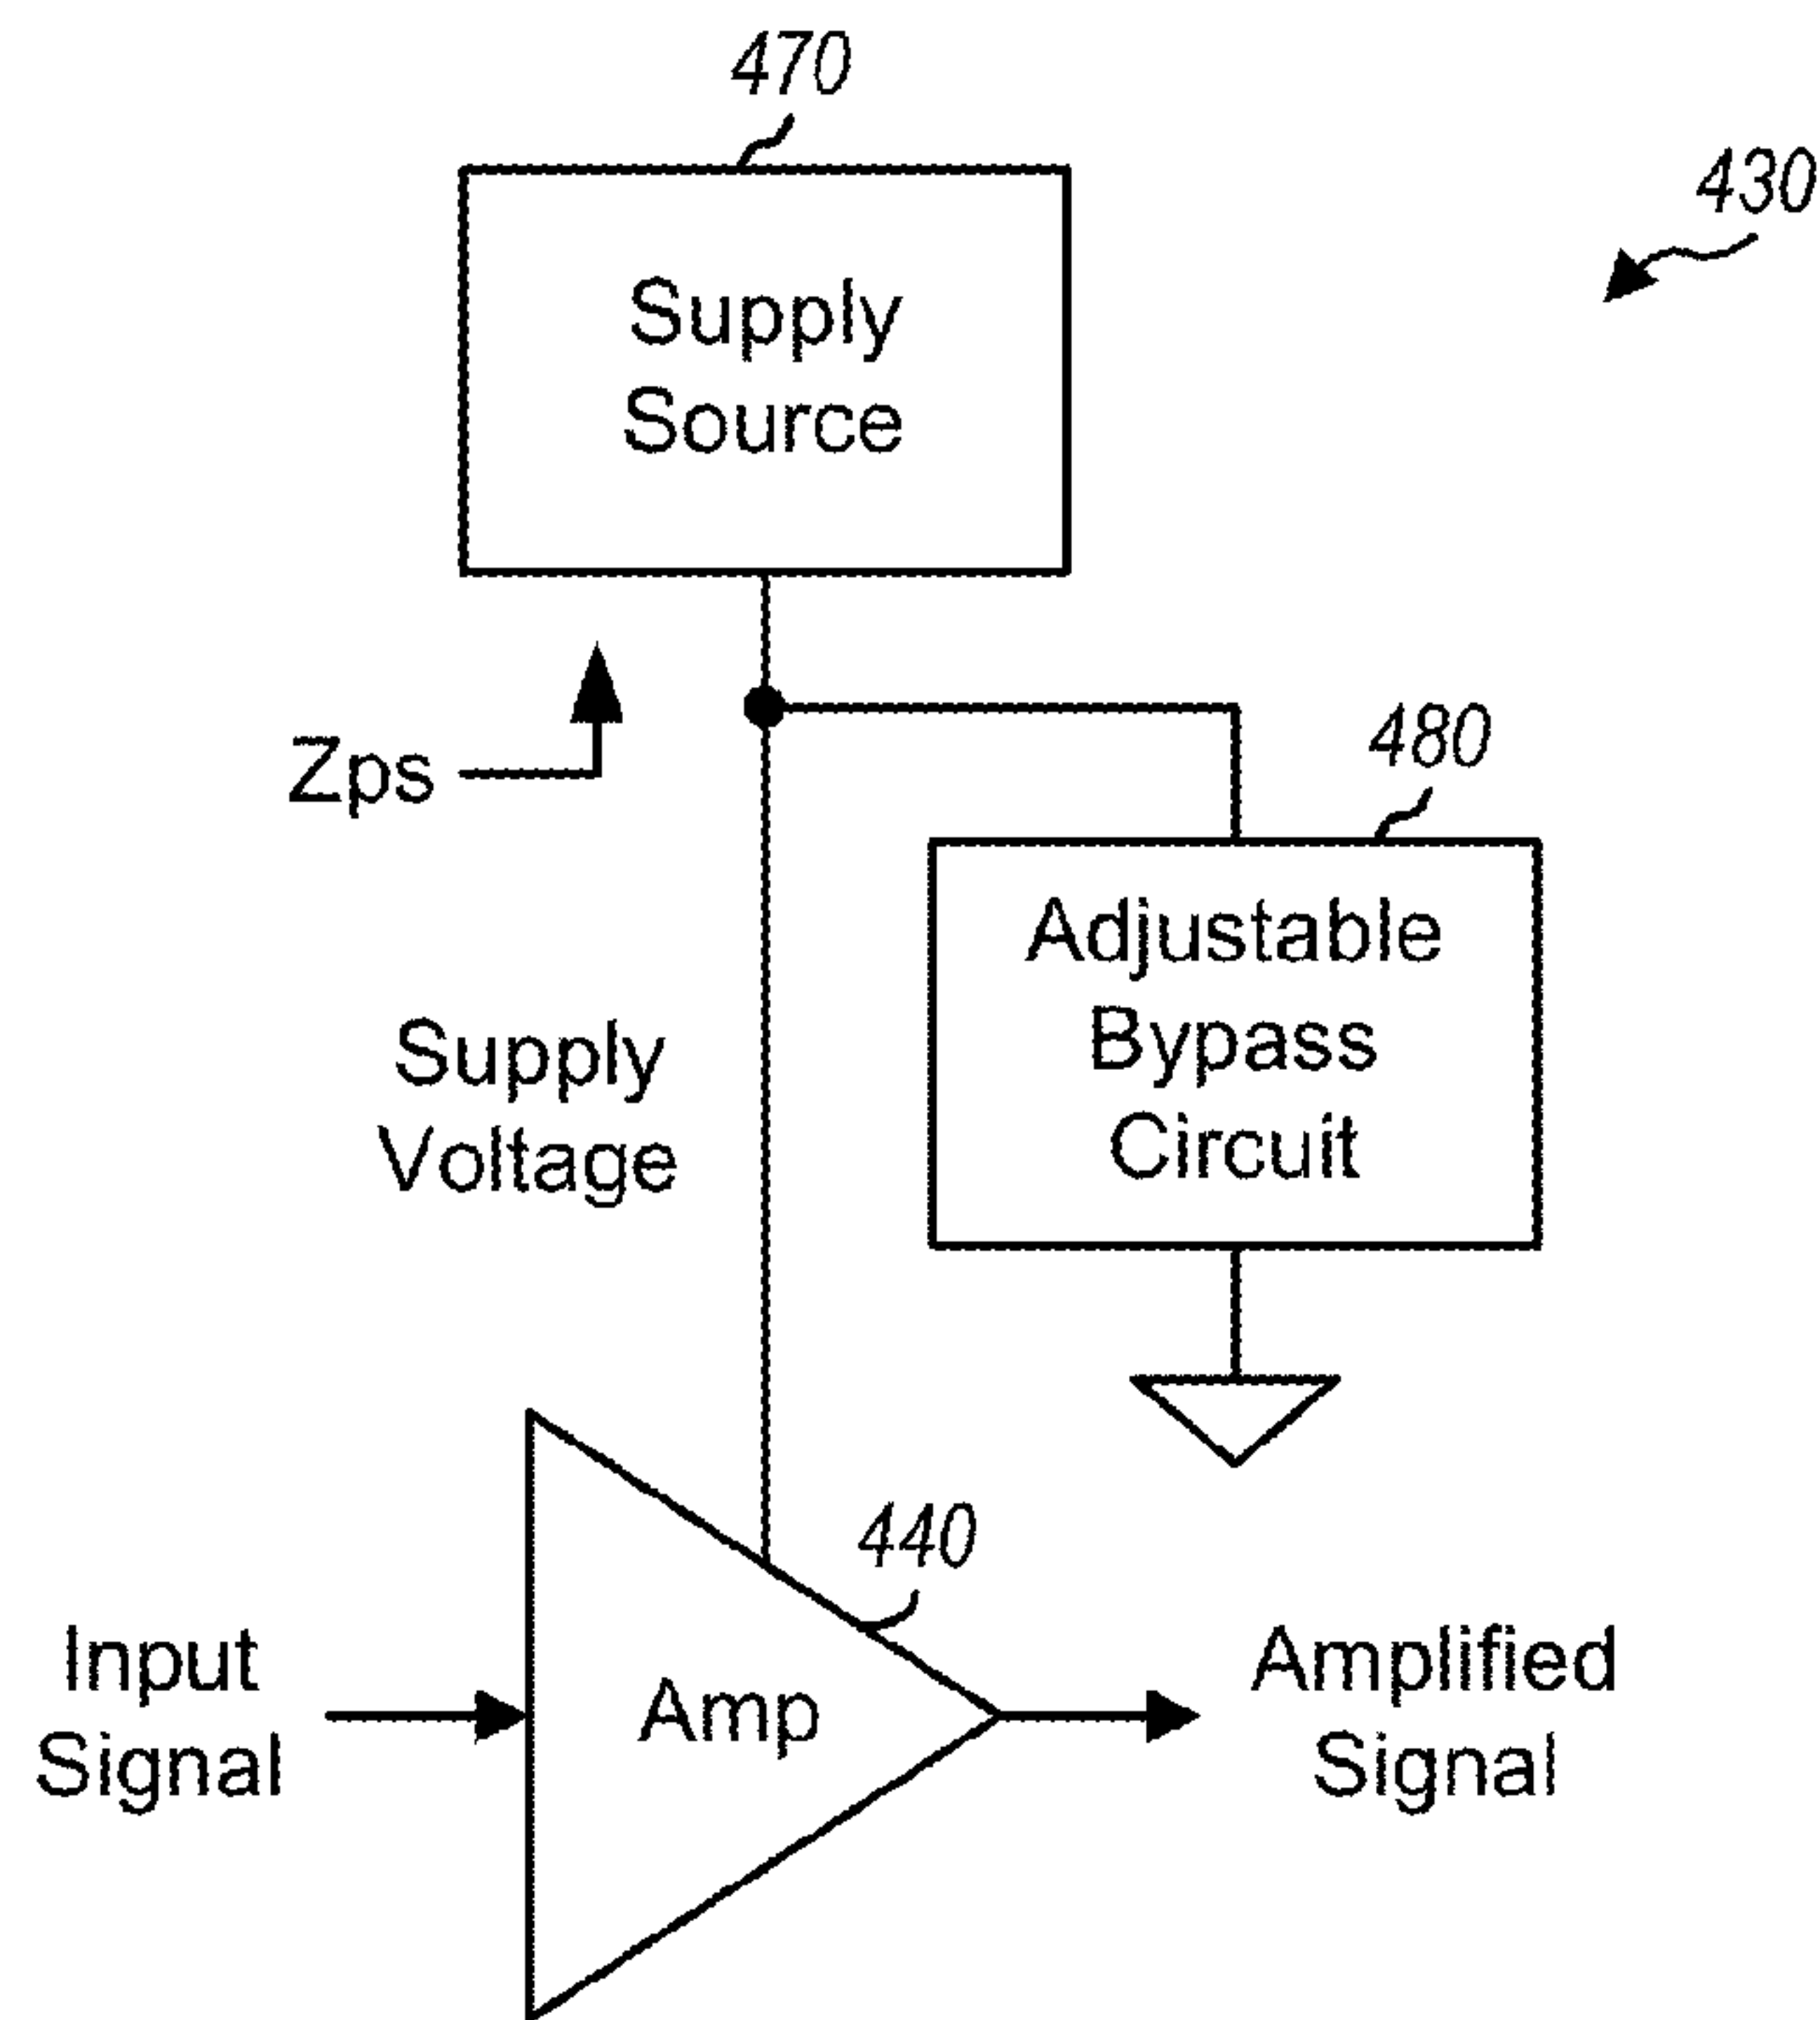 470
430
Supply
Source
Zps
480
Adjustable
Bypass
Circuit
Supply
Voltage
440
Input
Signal
Amp
Amplified
Signal